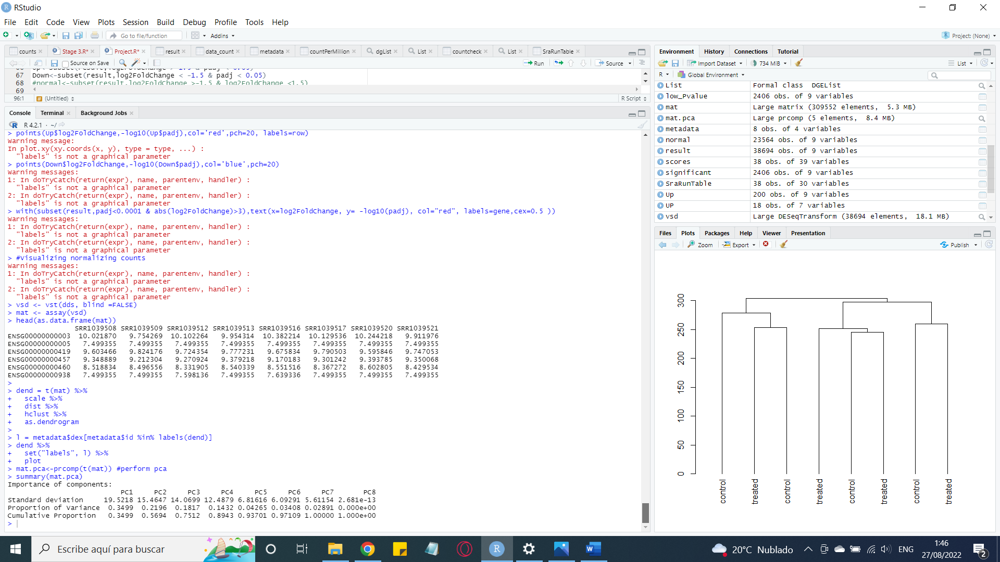 RStudio
File Edit Code View Plots Session Build Debug Profile Tools Help
Go to file/function Addins Project: (None)
counts Stage 3.R* Project.R* result data_count metadata countPerMillion dgList List countcheck List SraRunTable
Source on Save Run Source
67 Down<-subset(result,log2FoldChange < -1.5 & padj < 0.05)
68 #normal<-subset(result,log2FoldChange >-1.5 & log2FoldChange <1.5)
69
96:1 (Untitled) R Script
Console Terminal Background Jobs
R 4.2.1 · ~/
> points(Up$log2FoldChange,-log10(Up$padj),col='red',pch=20, labels=row)
Warning message:
In plot.xy(xy.coords(x, y), type = type, ...) :
"labels" is not a graphical parameter
> points(Down$log2FoldChange,-log10(Down$padj),col='blue',pch=20)
Warning messages:
1: In doTryCatch(return(expr), name, parentenv, handler) :
"labels" is not a graphical parameter
2: In doTryCatch(return(expr), name, parentenv, handler) :
"labels" is not a graphical parameter
> with(subset(result,padj<0.0001 & abs(log2FoldChange)>3),text(x=log2FoldChange, y= -log10(padj), col="red", labels=gene,cex=0.5 ))
Warning messages:
1: In doTryCatch(return(expr), name, parentenv, handler) :
"labels" is not a graphical parameter
2: In doTryCatch(return(expr), name, parentenv, handler) :
"labels" is not a graphical parameter
> #Visualizing normalizing counts
Warning messages:
1: In doTryCatch(return(expr), name, parentenv, handler) :
"labels" is not a graphical parameter
2: In doTryCatch(return(expr), name, parentenv, handler) :
"labels" is not a graphical parameter
> vsd <- vst(dds, blind =FALSE)
> mat <- assay(vsd)
> head(as.data.frame(mat))
SRR1039508 SRR1039509 SRR1039512 SRR1039513 SRR1039516 SRR1039517 SRR1039520 SRR1039521
ENSG00000000003 10.021870 9.754269 10.102264 9.954314 10.382214 10.129536 10.244218 9.911976
ENSG00000000005 7.499355 7.499355 7.499355 7.499355 7.499355 7.499355 7.499355 7.499355
ENSG00000000419 9.603466 9.824176 9.724354 9.777231 9.675834 9.790503 9.595846 9.747053
ENSG00000000457 9.348889 9.212304 9.270924 9.379218 9.170183 9.301242 9.393785 9.350068
ENSG00000000460 8.518834 8.496556 8.331905 8.540339 8.551516 8.367272 8.602805 8.429534
ENSG00000000938 7.499355 7.499355 7.598136 7.499355 7.639336 7.499355 7.499355 7.499355
>
> dend = t(mat) %>%
+ scale %>%
+ dist %>%
+ hclust %>%
+ as.dendrogram
>
> l = metadata$dex[metadata$id %in% labels(dend)]
> dend %>%
+ set("labels", l) %>%
+ plot
> mat.pca<-prcomp(t(mat)) #perform pca
> summary(mat.pca)
Importance of components:
PC1 PC2 PC3 PC4 PC5 PC6 PC7 PC8
Standard deviation 19.5218 15.4647 14.0699 12.4879 6.81616 6.09291 5.61154 2.681e-13
Proportion of Variance 0.3499 0.2196 0.1817 0.1432 0.04265 0.03408 0.02891 0.000e+00
Cumulative Proportion 0.3499 0.5694 0.7512 0.8943 0.93701 0.97109 1.00000 1.000e+00
>
Environment History Connections Tutorial
Import Dataset 734 MiB List
R Global Environment
List Formal class DGEList
low_Pvalue 2406 obs. of 9 variables
mat Large matrix (309552 elements, 5.3 MB)
mat.pca Large prcomp (5 elements, 8.4 MB)
metadata 8 obs. of 4 variables
normal 23564 obs. of 9 variables
result 38694 obs. of 9 variables
scores 38 obs. of 39 variables
significant 2406 obs. of 9 variables
SraRunTable 38 obs. of 30 variables
Up 200 obs. of 9 variables
UP 18 obs. of 7 variables
vsd Large DESeqTransform (38694 elements, 18.1 MB)
Files Plots Packages Help Viewer Presentation
Zoom Export Publish
300
250
200
150
100
50
0
control treated control treated control treated control treated
Escribe aquí para buscar
20°C Nublado ENG
1:46
27/08/2022
2